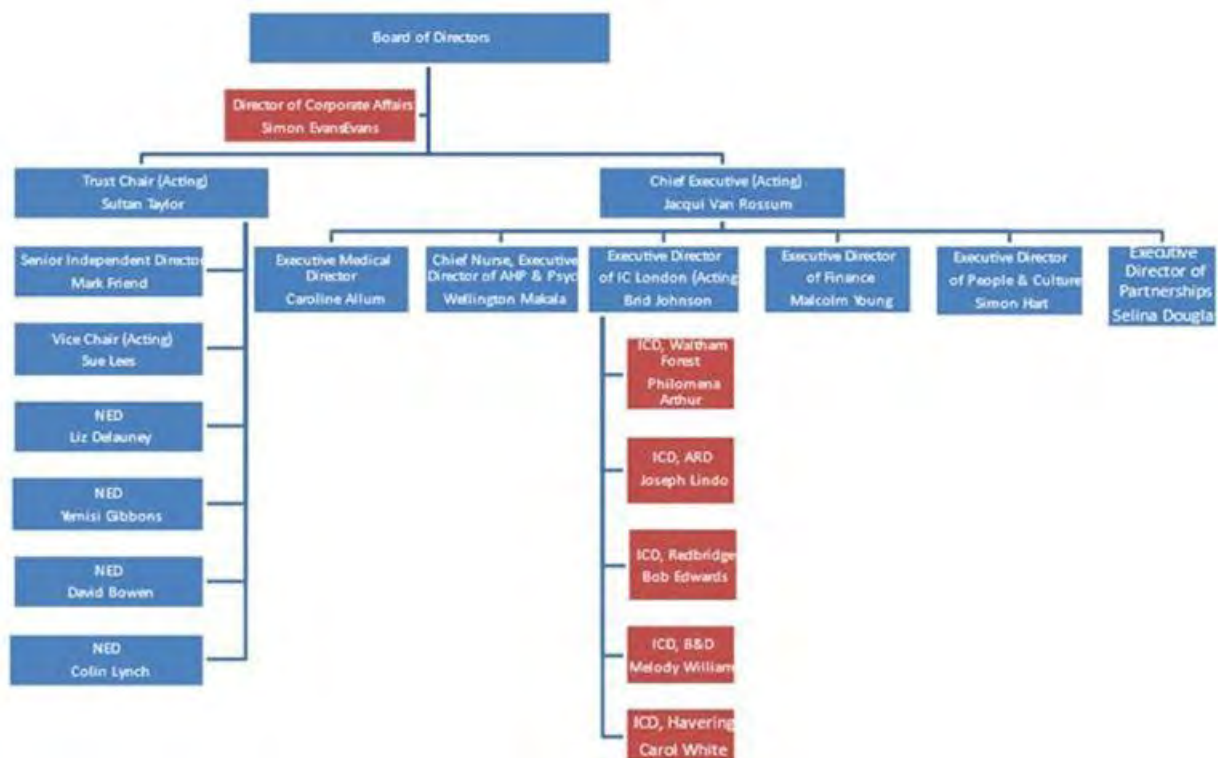 Board of Directors
Director of Corporate Affairs
Simon EvansEvans
Trust Chair (Acting)
Sultan Taylor
Chief Executive (Acting)
Jacqui Van Rossum
Senior Independent Director
Mark Friend
Vice Chair (Acting)
Sue Lees
NED
Liz Delauney
NED
Yemisi Gibbons
NED
David Bowen
NED
Colin Lynch
Executive Medical
Director
Caroline Allum
Chief Nurse, Executive
Director of AHP & Psyc
Wellington Makala
Executive Director
of IC London (Acting
Brid Johnson
Executive Director
of Finance
Malcolm Young
Executive Director
of People & Culture
Simon Hart
Executive
Director of
Partnerships
Selina Dougla
ICD, Waltham
Forest
Philomena
Arthur
ICD, ARD
Joseph Lindo
ICD, Redbridge
Bob Edwards
ICD, B&D
Melody William
ICD, Havering
Carol White